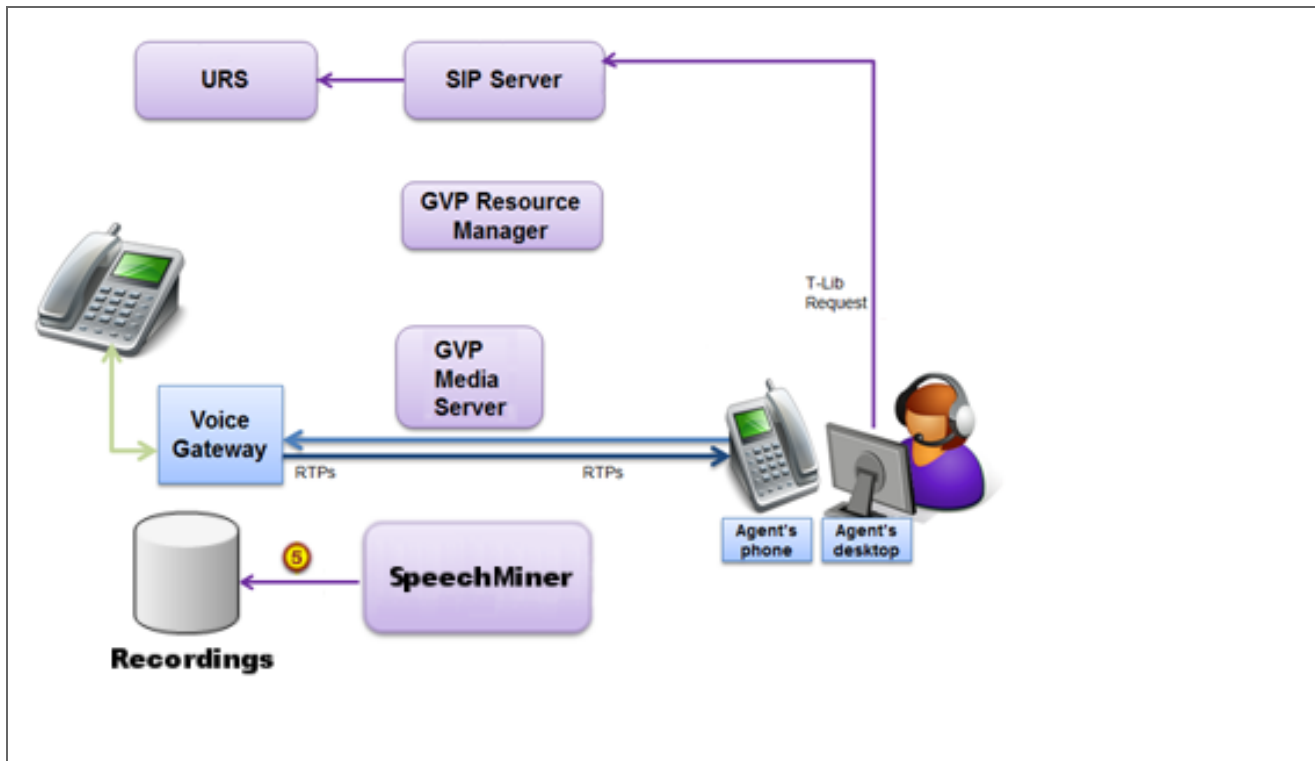 URS
SIP Server
GVP Resource
Manager
T-Lib
Request
GVP
Media
Server
Voice
Gateway
RTPs
RTPs
Agent's
phone
Agent's
desktop
5
SpeechMiner
Recordings